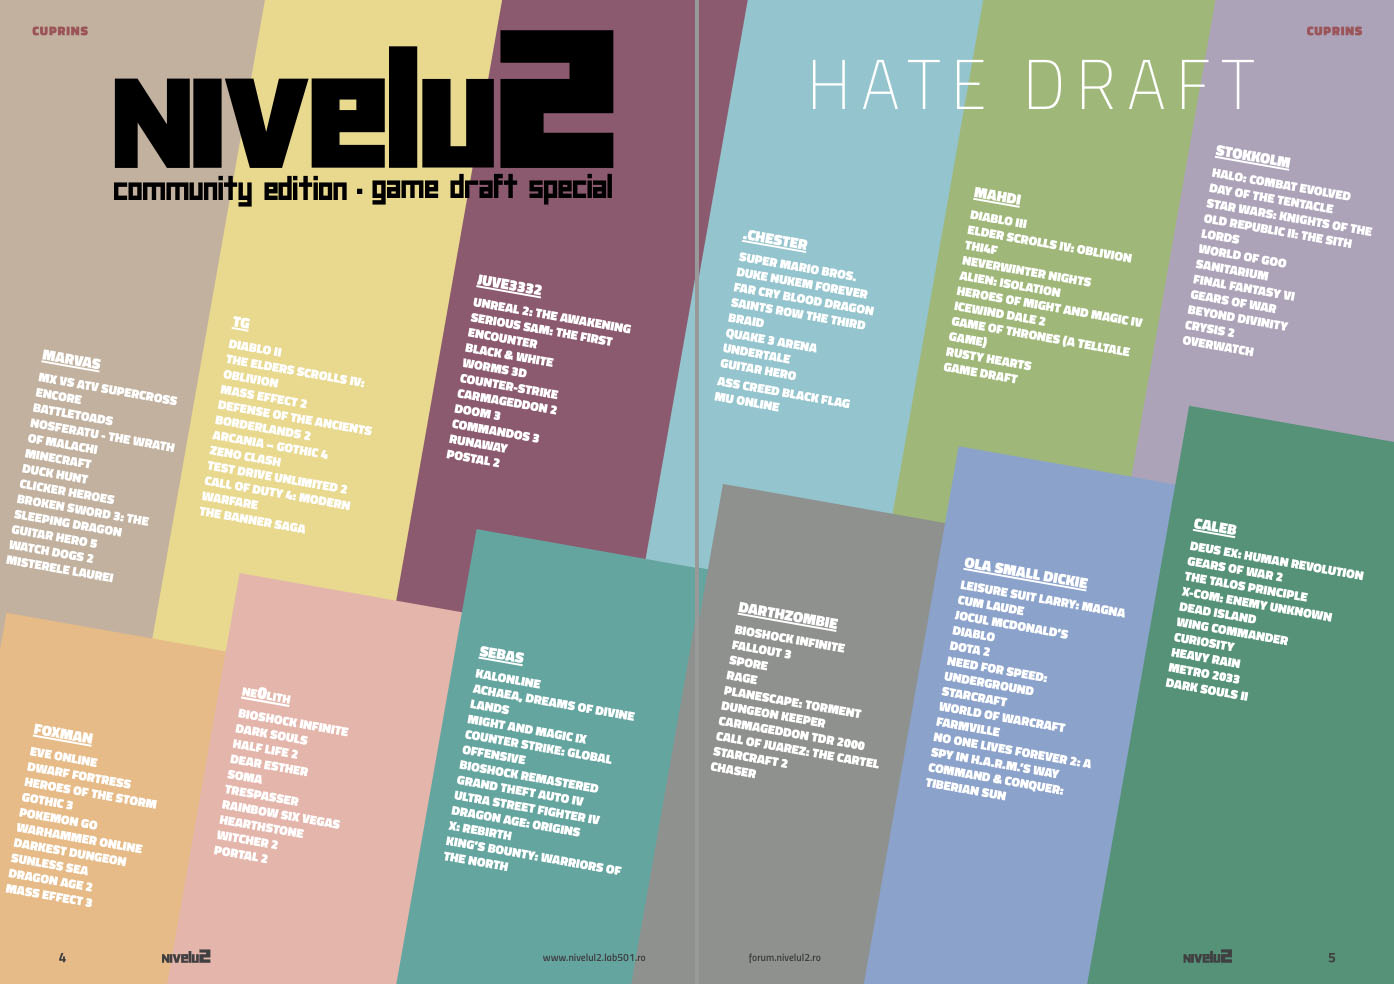 CUPRINS
CUPRINS
nivelu2
community edition · game draft special
HATE DRAFT
MARVAS
MX VS ATV SUPERCROSS
ENCORE
BATTLETOADS
NOSFERATU - THE WRATH
OF MALACHI
MINECRAFT
DUCK HUNT
CLICKER HEROES
BROKEN SWORD 3: THE
SLEEPING DRAGON
GUITAR HERO 5
WATCH DOGS 2
MISTERELE LAUREI
TG
DIABLO II
THE ELDERS SCROLLS IV:
OBLIVION
MASS EFFECT 2
DEFENSE OF THE ANCIENTS
BORDERLANDS 2
ARCANIA – GOTHIC 4
ZENO CLASH
TEST DRIVE UNLIMITED 2
CALL OF DUTY 4: MODERN
WARFARE
THE BANNER SAGA
JUVE3332
UNREAL 2: THE AWAKENING
SERIOUS SAM: THE FIRST
ENCOUNTER
BLACK & WHITE
WORMS 3D
COUNTER-STRIKE
CARMAGEDDON 2
DOOM 3
COMMANDOS 3
RUNAWAY
POSTAL 2
.CHESTER
SUPER MARIO BROS.
DUKE NUKEM FOREVER
FAR CRY BLOOD DRAGON
SAINTS ROW THE THIRD
BRAID
QUAKE 3 ARENA
UNDERTALE
GUITAR HERO
ASS CREED BLACK FLAG
MU ONLINE
MAHDI
DIABLO III
ELDER SCROLLS IV: OBLIVION
THI4F
NEVERWINTER NIGHTS
ALIEN: ISOLATION
HEROES OF MIGHT AND MAGIC IV
ICEWIND DALE 2
GAME OF THRONES (A TELLTALE
GAME)
RUSTY HEARTS
GAME DRAFT
STOKKOLM
HALO: COMBAT EVOLVED
DAY OF THE TENTACLE
STAR WARS: KNIGHTS OF THE
OLD REPUBLIC II: THE SITH
LORDS
WORLD OF GOO
SANITARIUM
FINAL FANTASY VI
GEARS OF WAR
BEYOND DIVINITY
CRYSIS 2
OVERWATCH
FOXMAN
EVE ONLINE
DWARF FORTRESS
HEROES OF THE STORM
GOTHIC 3
POKEMON GO
WARHAMMER ONLINE
DARKEST DUNGEON
SUNLESS SEA
DRAGON AGE 2
MASS EFFECT 3
NE0LITH
BIOSHOCK INFINITE
DARK SOULS
HALF LIFE 2
DEAR ESTHER
SOMA
TRESPASSER
RAINBOW SIX VEGAS
HEARTHSTONE
WITCHER 2
PORTAL 2
SEBAS
KALONLINE
ACHAEA, DREAMS OF DIVINE
LANDS
MIGHT AND MAGIC IX
COUNTER STRIKE: GLOBAL
OFFENSIVE
BIOSHOCK REMASTERED
GRAND THEFT AUTO IV
ULTRA STREET FIGHTER IV
DRAGON AGE: ORIGINS
X: REBIRTH
KING'S BOUNTY: WARRIORS OF
THE NORTH
DARTHZOMBIE
BIOSHOCK INFINITE
FALLOUT 3
SPORE
RAGE
PLANESCAPE: TORMENT
DUNGEON KEEPER
CARMAGEDDON TDR 2000
CALL OF JUAREZ: THE CARTEL
STARCRAFT 2
CHASER
OLA SMALL DICKIE
LEISURE SUIT LARRY: MAGNA
CUM LAUDE
JOCUL MCDONALD'S
DIABLO
DOTA 2
NEED FOR SPEED:
UNDERGROUND
STARCRAFT
WORLD OF WARCRAFT
FARMVILLE
NO ONE LIVES FOREVER 2: A
SPY IN H.A.R.M.'S WAY
COMMAND & CONQUER:
TIBERIAN SUN
CALEB
DEUS EX: HUMAN REVOLUTION
GEARS OF WAR 2
THE TALOS PRINCIPLE
X-COM: ENEMY UNKNOWN
DEAD ISLAND
WING COMMANDER
CURIOSITY
HEAVY RAIN
METRO 2033
DARK SOULS II
4
nivelu2
www.nivelul2.lab501.ro
forum.nivelul2.ro
nivelu2
5